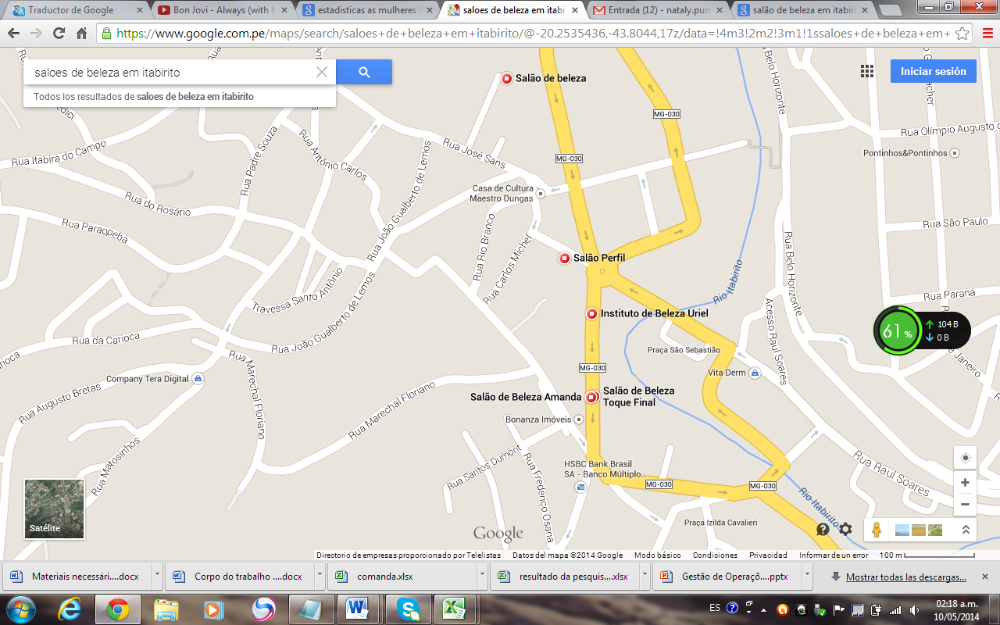 Traductor de Google
Bon Jovi - Always (with ly
estadisticas as mulheres
saloes de beleza em itabi
Entrada (12) - nataly.pun
salão de beleza em itabiri
https://www.google.com.pe/maps/search/saloes+de+beleza+em+itabirito/@-20.2535436,-43.8044,17z/data=!4m3!2m2!3m1!1ssaloes+de+beleza+em+
saloes de beleza em itabirito
Todos los resultados de saloes de beleza em itabirito
Iniciar sesión
Salão de beleza
MG-030
MG-030
Rua Belo Horizonte
Rua Olímpio Augusto d
Pontinhos&Pontinhos
Rua Itabira do Campo
Rua Padre Souza
Rua Antônio Carlos
Rua José Sans
Rua João Gualberto de Lemos
Casa de Cultura
Maestro Dungas
Rua do Rosário
Rua Paraopeba
Rua São Paulo
Rua Rio Branco
Rua Carlos Michel
Salão Perfil
Rua Belo Horizonte
Rio Itabirito
Travessa Santo Antônio
Rua João Gualberto de Lemos
Rua Paraná
Instituto de Beleza Uriel
Acesso Raul Soares
61 %
104 B
0 B
Rua da Carioca
Rua João Gualberto de Lemos
Praça São Sebastião
MG-030
Vita Derm
Company Tera Digital
Rua Marechal Floriano
Rua Augusto Bretas
Salão de Beleza Amanda
Salão de Beleza
Toque Final
Rua Marechal Floriano
Bonanza Imóveis
Rua Matosinhos
Rua Santos Dumont
Rua Frederico Osaria
HSBC Bank Brasil
SA - Banco Múltiplo...
MG-030
MG-030
Rua Raul Soares
Rio Itabirito
Praça Izilda Cavalieri
Satélite
Google
Directorio de empresas proporcionado por Telelistas
Datos del mapa ©2014 Google
Modo básico
Condiciones
Privacidad
Informar de un error
100 m
Materiais necessári....docx
Corpo do trabalho ....docx
comanda.xlsx
resultado da pesquis....xlsx
Gestão de Operaçõ....pptx
Mostrar todas las descargas...
ES
02:18 a.m.
10/05/2014